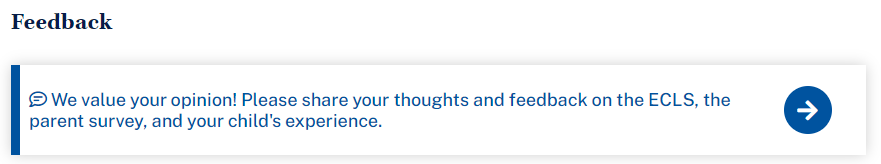 Feedback
We value your opinion! Please share your thoughts and feedback on the ECLS, the
parent survey, and your child's experience.